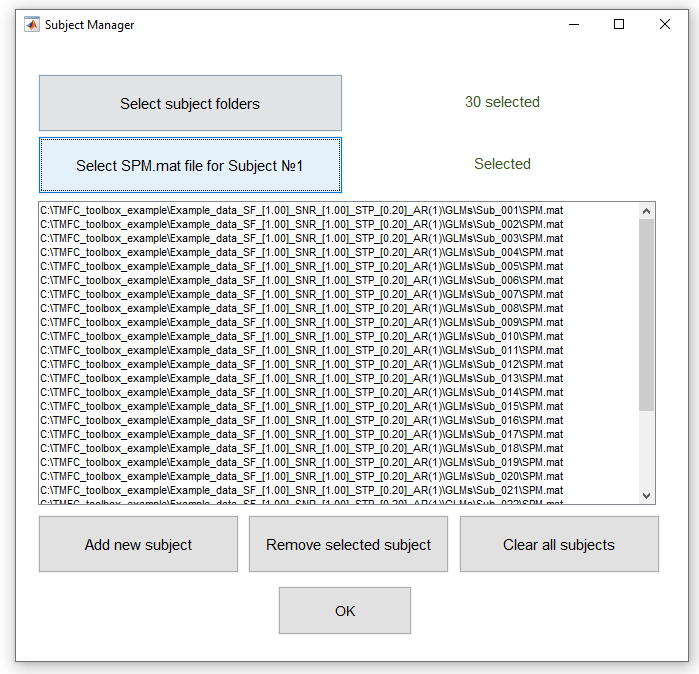 Subject Manager
Select subject folders
30 selected
Select SPM.mat file for Subject №1
Selected
C:\TMFC_toolbox_example\Example_data_SF_[1.00]_SNR_[1.00]_STP_[0.20]_AR(1)\GLMs\Sub_001\SPM.mat
C:\TMFC_toolbox_example\Example_data_SF_[1.00]_SNR_[1.00]_STP_[0.20]_AR(1)\GLMs\Sub_002\SPM.mat
C:\TMFC_toolbox_example\Example_data_SF_[1.00]_SNR_[1.00]_STP_[0.20]_AR(1)\GLMs\Sub_003\SPM.mat
C:\TMFC_toolbox_example\Example_data_SF_[1.00]_SNR_[1.00]_STP_[0.20]_AR(1)\GLMs\Sub_004\SPM.mat
C:\TMFC_toolbox_example\Example_data_SF_[1.00]_SNR_[1.00]_STP_[0.20]_AR(1)\GLMs\Sub_005\SPM.mat
C:\TMFC_toolbox_example\Example_data_SF_[1.00]_SNR_[1.00]_STP_[0.20]_AR(1)\GLMs\Sub_006\SPM.mat
C:\TMFC_toolbox_example\Example_data_SF_[1.00]_SNR_[1.00]_STP_[0.20]_AR(1)\GLMs\Sub_007\SPM.mat
C:\TMFC_toolbox_example\Example_data_SF_[1.00]_SNR_[1.00]_STP_[0.20]_AR(1)\GLMs\Sub_008\SPM.mat
C:\TMFC_toolbox_example\Example_data_SF_[1.00]_SNR_[1.00]_STP_[0.20]_AR(1)\GLMs\Sub_009\SPM.mat
C:\TMFC_toolbox_example\Example_data_SF_[1.00]_SNR_[1.00]_STP_[0.20]_AR(1)\GLMs\Sub_010\SPM.mat
C:\TMFC_toolbox_example\Example_data_SF_[1.00]_SNR_[1.00]_STP_[0.20]_AR(1)\GLMs\Sub_011\SPM.mat
C:\TMFC_toolbox_example\Example_data_SF_[1.00]_SNR_[1.00]_STP_[0.20]_AR(1)\GLMs\Sub_012\SPM.mat
C:\TMFC_toolbox_example\Example_data_SF_[1.00]_SNR_[1.00]_STP_[0.20]_AR(1)\GLMs\Sub_013\SPM.mat
C:\TMFC_toolbox_example\Example_data_SF_[1.00]_SNR_[1.00]_STP_[0.20]_AR(1)\GLMs\Sub_014\SPM.mat
C:\TMFC_toolbox_example\Example_data_SF_[1.00]_SNR_[1.00]_STP_[0.20]_AR(1)\GLMs\Sub_015\SPM.mat
C:\TMFC_toolbox_example\Example_data_SF_[1.00]_SNR_[1.00]_STP_[0.20]_AR(1)\GLMs\Sub_016\SPM.mat
C:\TMFC_toolbox_example\Example_data_SF_[1.00]_SNR_[1.00]_STP_[0.20]_AR(1)\GLMs\Sub_017\SPM.mat
C:\TMFC_toolbox_example\Example_data_SF_[1.00]_SNR_[1.00]_STP_[0.20]_AR(1)\GLMs\Sub_018\SPM.mat
C:\TMFC_toolbox_example\Example_data_SF_[1.00]_SNR_[1.00]_STP_[0.20]_AR(1)\GLMs\Sub_019\SPM.mat
C:\TMFC_toolbox_example\Example_data_SF_[1.00]_SNR_[1.00]_STP_[0.20]_AR(1)\GLMs\Sub_020\SPM.mat
C:\TMFC_toolbox_example\Example_data_SF_[1.00]_SNR_[1.00]_STP_[0.20]_AR(1)\GLMs\Sub_021\SPM.mat
Add new subject
Remove selected subject
Clear all subjects
OK